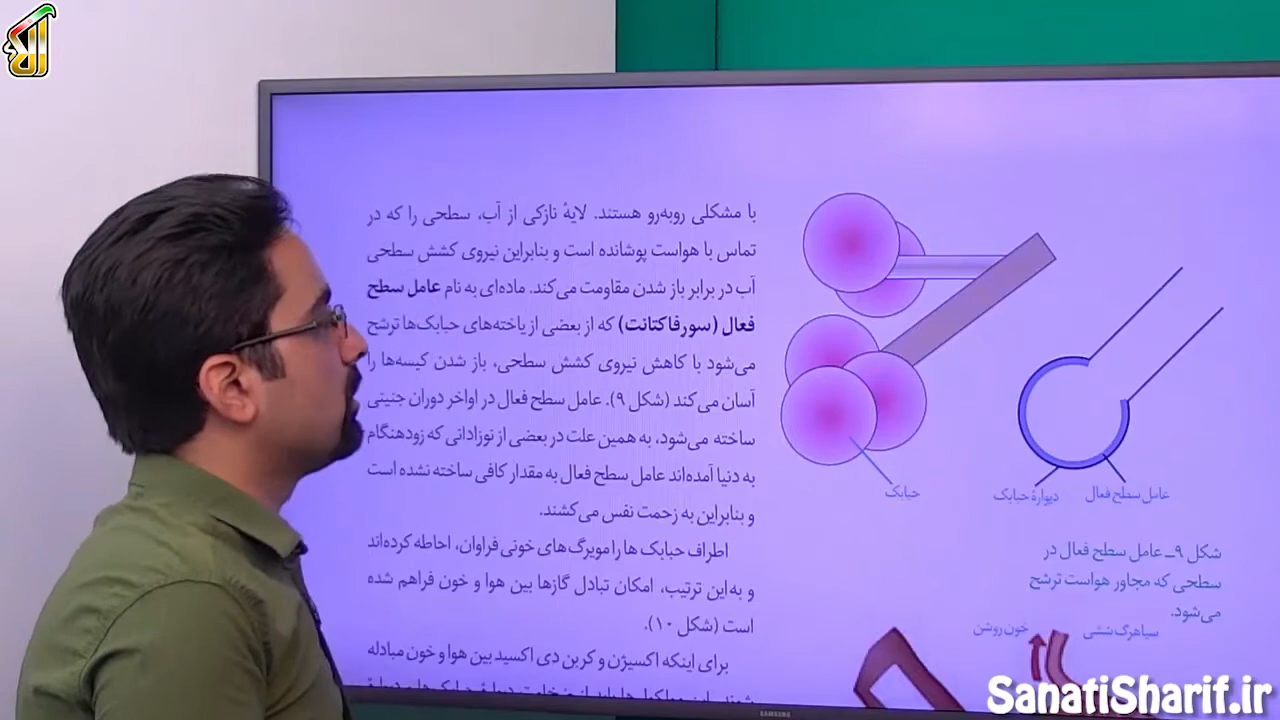 با مشکلی روبه‌رو هستند. لایهٔ نازکی از آب، سطحی را که در
تماس با هواست پوشانده است و بنابراین نیروی کشش سطحی
آب در برابر باز شدن مقاومت می‌کند. ماده‌ای به نام عامل سطح
فعال (سورفاکتانت) که از بعضی از یاخته‌های حبابک‌ها ترشح
می‌شود با کاهش نیروی کشش سطحی، باز شدن کیسه‌ها را
آسان می‌کند (شکل ۹). عامل سطح فعال در اواخر دوران جنینی
ساخته می‌شود، به همین علت در بعضی از نوزادانی که زودهنگام
به دنیا آمده‌اند عامل سطح فعال به مقدار کافی ساخته نشده است
و بنابراین به زحمت نفس می‌کشند.
اطراف حبابک ها را مویرگ‌های خونی فراوان، احاطه کرده‌اند
و به‌این ترتیب، امکان تبادل گازها بین هوا و خون فراهم شده
است (شکل ۱۰).
برای اینکه اکسیژن و کربن دی اکسید بین هوا و خون مبادله
حبابک
عامل سطح فعال
دیوارهٔ حبابک
شکل ۹ـ عامل سطح فعال در
سطحی که مجاور هواست ترشح
می‌شود.
سیاهرگ ششی
خون روشن
SAMSUNG
SanatiSharif.ir